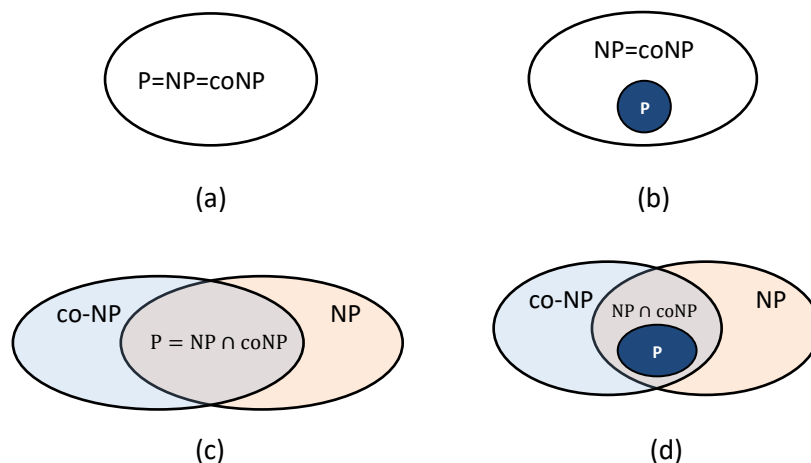 P=NP=coNP
(a)
NP=coNP
P
(b)
co-NP
NP
P = NP ∩ coNP
(c)
co-NP
NP ∩ coNP
NP
P
(d)